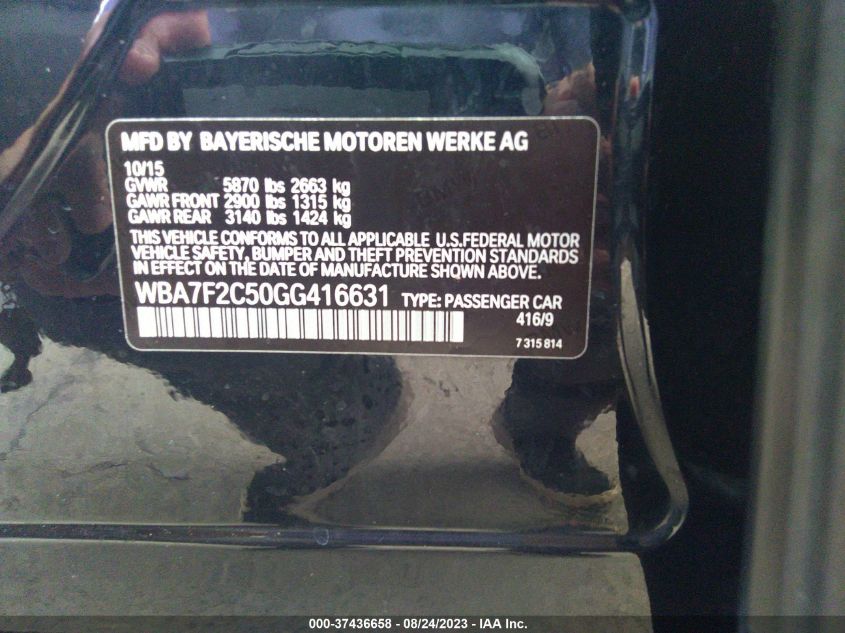 MFD BY BAYERISCHE MOTOREN WERKE AG
10/15
GVWR 5870 lbs 2663 kg
GAWR FRONT 2900 lbs 1315 kg
GAWR REAR 3140 lbs 1424 kg
THIS VEHICLE CONFORMS TO ALL APPLICABLE U.S.FEDERAL MOTOR
VEHICLE SAFETY, BUMPER AND THEFT PREVENTION STANDARDS
IN EFFECT ON THE DATE OF MANUFACTURE SHOWN ABOVE.
WBA7F2C50GG416631 TYPE: PASSENGER CAR
416/9
7 315 814
000-37436658 - 08/24/2023 - IAA Inc.